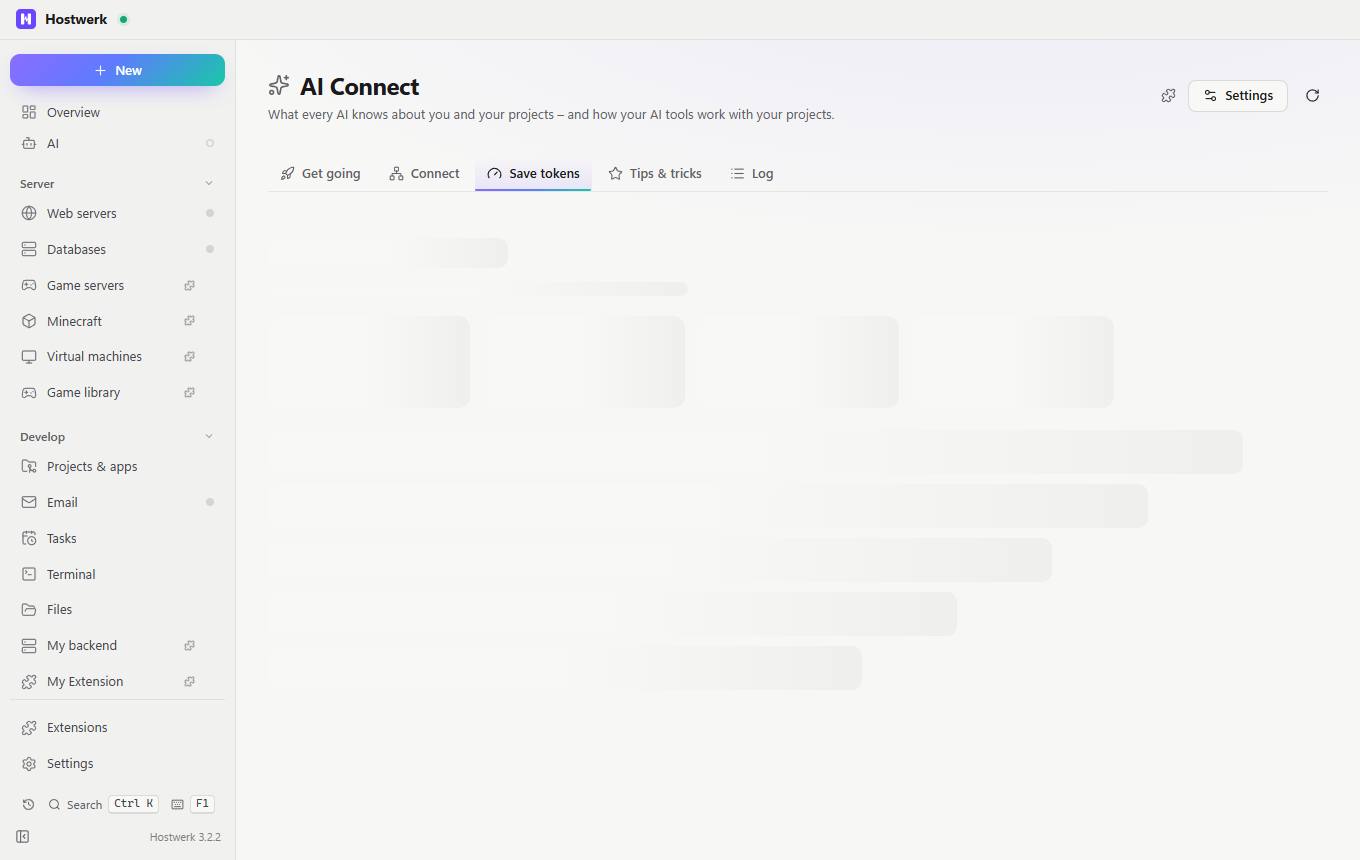 Hostwerk
New
Overview
AI
Server
Web servers
Databases
Game servers
Minecraft
Virtual machines
Game library
Develop
Projects & apps
Email
Tasks
Terminal
Files
My backend
My Extension
Extensions
Settings
Search Ctrl K F1
Hostwerk 3.2.2
AI Connect
What every AI knows about you and your projects – and how your AI tools work with your projects.
Settings
Get going Connect Save tokens Tips & tricks Log